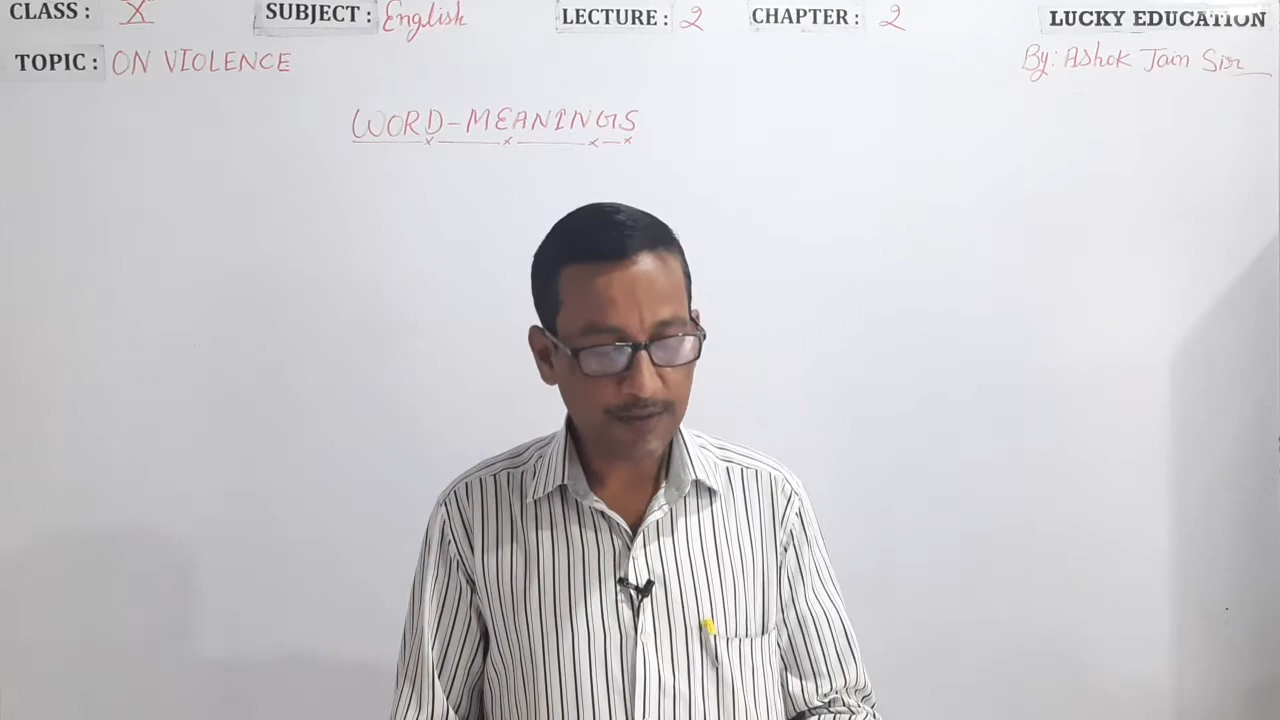 CLASS : X SUBJECT : English LECTURE : 2 CHAPTER : 2 LUCKY EDUCATION
TOPIC : ON VIOLENCE By: Ashok Jain Sir
WORD-MEANINGS